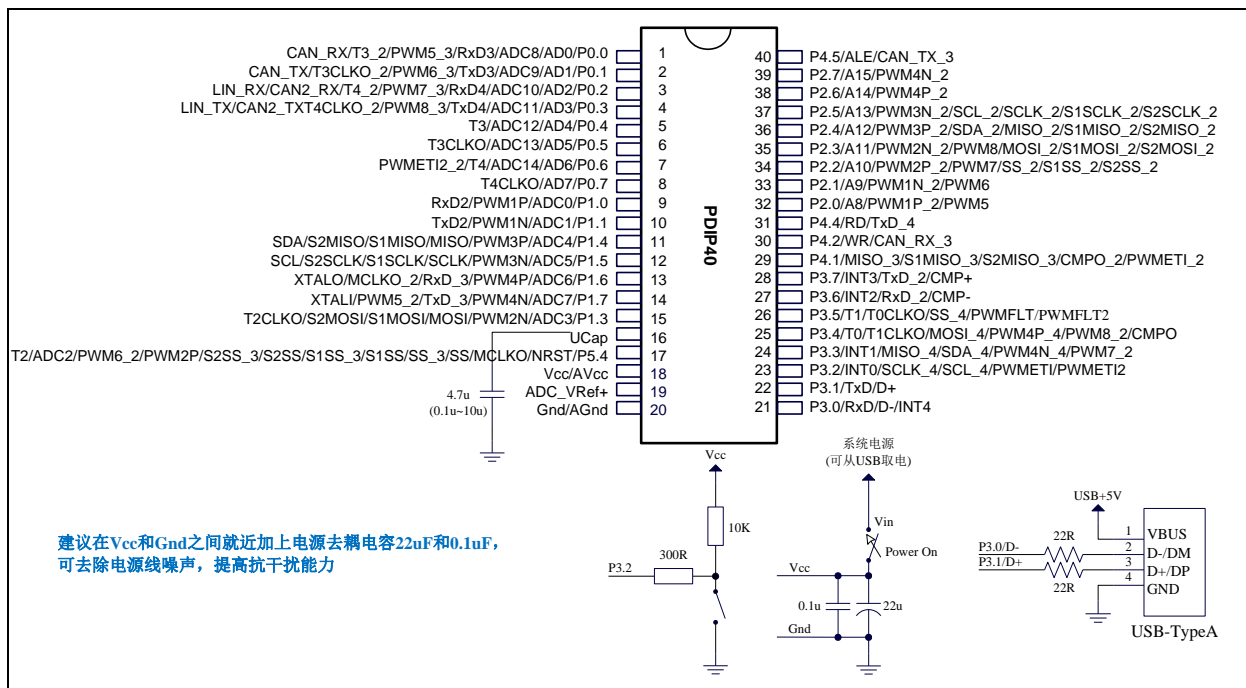 CAN_RX/T3_2/PWM5_3/RxD3/ADC8/AD0/P0.0
CAN_TX/T3CLKO_2/PWM6_3/TxD3/ADC9/AD1/P0.1
LIN_RX/CAN2_RX/T4_2/PWM7_3/RxD4/ADC10/AD2/P0.2
LIN_TX/CAN2_TXT4CLKO_2/PWM8_3/TxD4/ADC11/AD3/P0.3
T3/ADC12/AD4/P0.4
T3CLKO/ADC13/AD5/P0.5
PWMETI2_2/T4/ADC14/AD6/P0.6
T4CLKO/AD7/P0.7
RxD2/PWM1P/ADC0/P1.0
TxD2/PWM1N/ADC1/P1.1
SDA/S2MISO/S1MISO/MISO/PWM3P/ADC4/P1.4
SCL/S2SCLK/S1SCLK/SCLK/PWM3N/ADC5/P1.5
XTALO/MCLKO_2/RxD_3/PWM4P/ADC6/P1.6
XTALI/PWM5_2/TxD_3/PWM4N/ADC7/P1.7
T2CLKO/S2MOSI/S1MOSI/MOSI/PWM2N/ADC3/P1.3
UCap
T2/ADC2/PWM6_2/PWM2P/S2SS_3/S2SS/S1SS_3/S1SS/SS_3/SS/MCLKO/NRST/P5.4
Vcc/AVcc
ADC_VRef+
Gnd/AGnd
1
2
3
4
5
6
7
8
9
10
11
12
13
14
15
16
17
18
19
20
PDIP40
40
39
38
37
36
35
34
33
32
31
30
29
28
27
26
25
24
23
22
21
P4.5/ALE/CAN_TX_3
P2.7/A15/PWM4N_2
P2.6/A14/PWM4P_2
P2.5/A13/PWM3N_2/SCL_2/SCLK_2/S1SCLK_2/S2SCLK_2
P2.4/A12/PWM3P_2/SDA_2/MISO_2/S1MISO_2/S2MISO_2
P2.3/A11/PWM2N_2/PWM8/MOSI_2/S1MOSI_2/S2MOSI_2
P2.2/A10/PWM2P_2/PWM7/SS_2/S1SS_2/S2SS_2
P2.1/A9/PWM1N_2/PWM6
P2.0/A8/PWM1P_2/PWM5
P4.4/RD/TxD_4
P4.2/WR/CAN_RX_3
P4.1/MISO_3/S1MISO_3/S2MISO_3/CMPO_2/PWMETI_2
P3.7/INT3/TxD_2/CMP+
P3.6/INT2/RxD_2/CMP-
P3.5/T1/T0CLKO/SS_4/PWMFLT/PWMFLT2
P3.4/T0/T1CLKO/MOSI_4/PWM4P_4/PWM8_2/CMPO
P3.3/INT1/MISO_4/SDA_4/PWM4N_4/PWM7_2
P3.2/INT0/SCLK_4/SCL_4/PWMETI/PWMETI2
P3.1/TxD/D+
P3.0/RxD/D-/INT4
4.7u
(0.1u~10u)
建议在Vcc和Gnd之间就近加上电源去耦电容22uF和0.1uF，
可去除电源线噪声，提高抗干扰能力
Vcc
10K
300R
P3.2
系统电源
(可从USB取电)
Vin
Power On
Vcc
0.1u
22u
Gnd
USB+5V
P3.0/D-
P3.1/D+
22R
22R
1
2
3
4
VBUS
D-/DM
D+/DP
GND
USB-TypeA